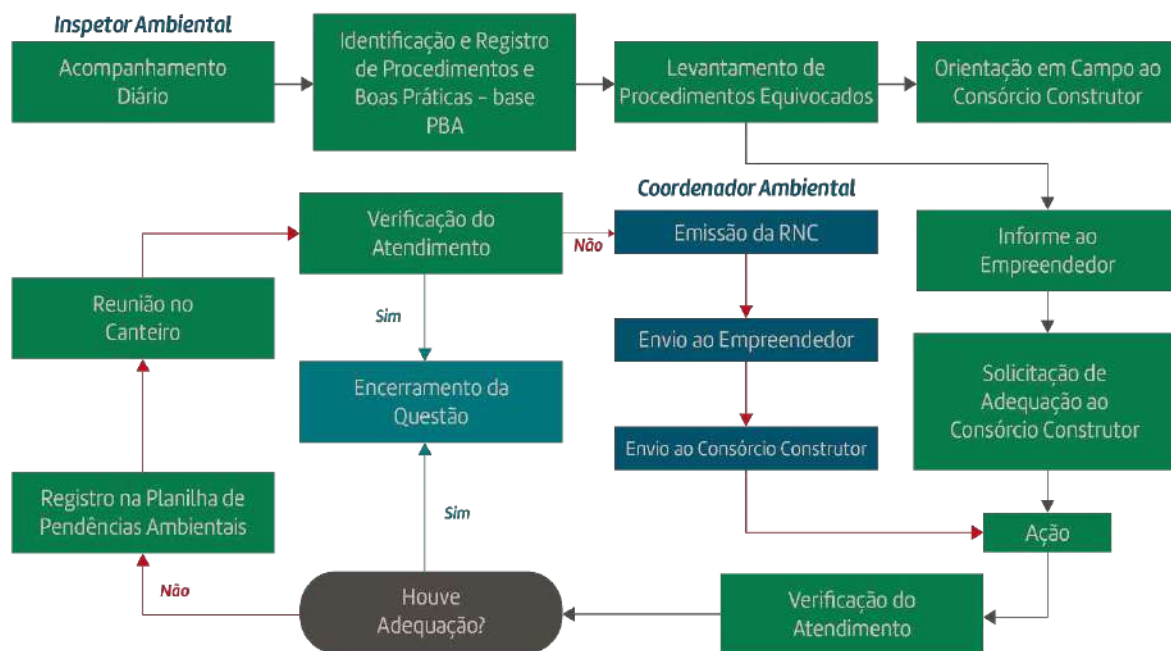 Inspetor Ambiental
Acompanhamento
Diário
Identificação e Registro
de Procedimentos e
Boas Práticas – base
PBA
Levantamento de
Procedimentos Equivocados
Orientação em Campo ao
Consórcio Construtor
Coordenador Ambiental
Verificação do
Atendimento
Não
Emissão da RNC
Informe ao
Empreendedor
Reunião no
Canteiro
Sim
Envio ao Empreendedor
Encerramento da
Questão
Solicitação de
Adequação ao
Consórcio Construtor
Envio ao Consórcio Construtor
Registro na Planilha de
Pendências Ambientais
Sim
Ação
Não
Houve
Adequação?
Verificação do
Atendimento